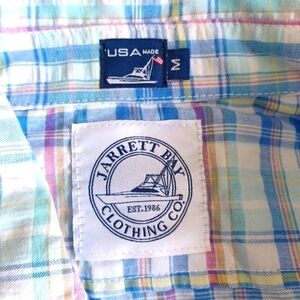 USA MADE
M
JARRETT BAY
EST. 1986
CLOTHING CO.